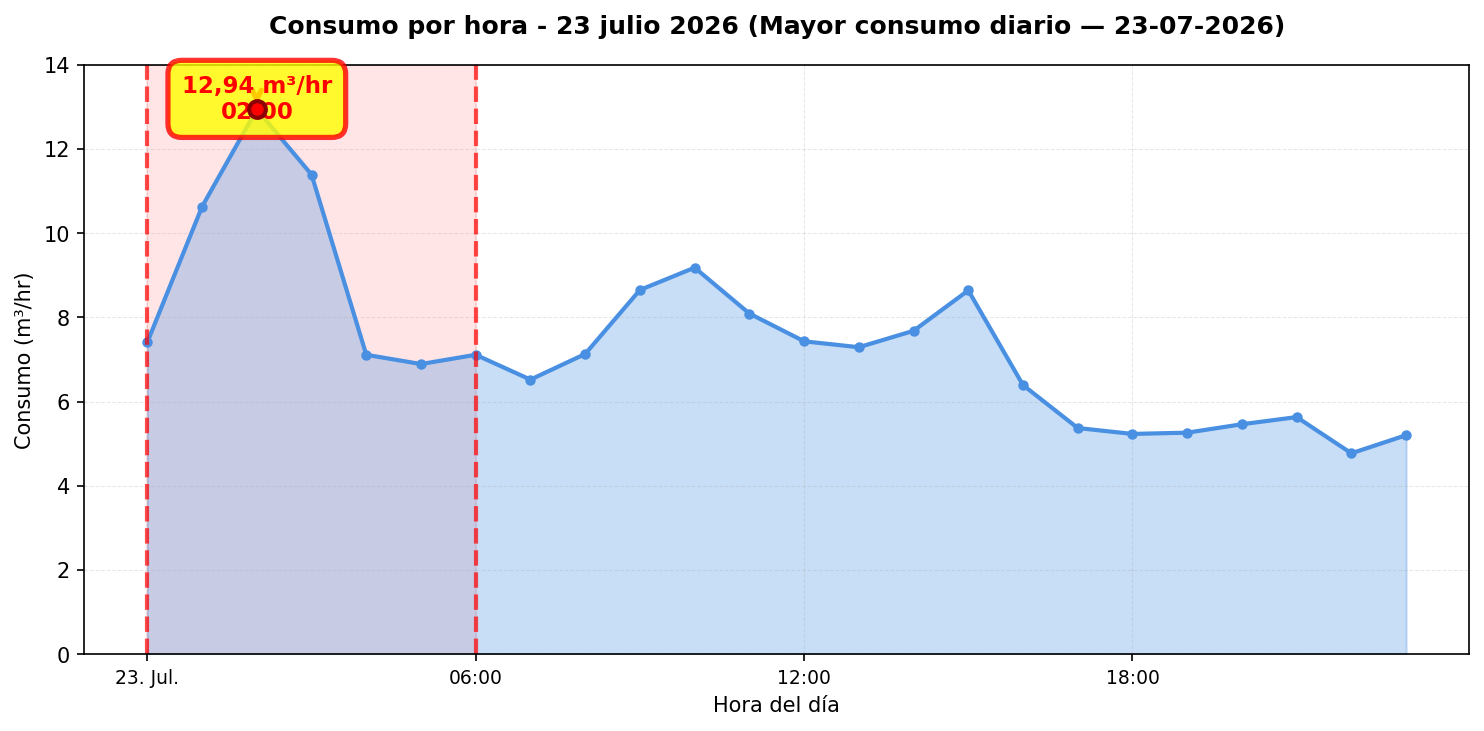 Consumo por hora - 23 julio 2026 (Mayor consumo diario — 23-07-2026)
12,94 m³/hr
02:00
Consumo (m³/hr)
14
12
10
8
6
4
2
0
23. Jul.
06:00
12:00
18:00
Hora del día